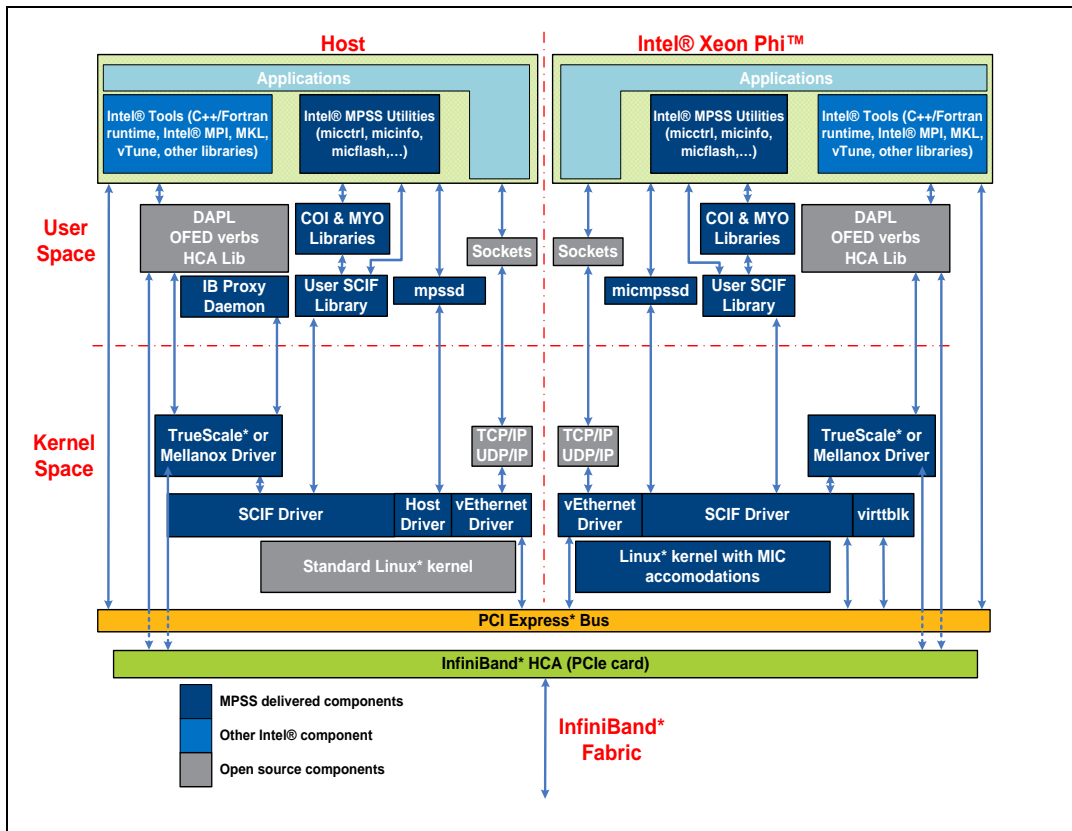 Host
Intel® Xeon Phi™
Applications
Intel® Tools (C++/Fortran
runtime, Intel® MPI, MKL,
vTune, other libraries)
Intel® MPSS Utilities
(micctrl, micinfo,
micflash,…)
Applications
Intel® MPSS Utilities
(micctrl, micinfo,
micflash,…)
Intel® Tools (C++/Fortran
runtime, Intel® MPI, MKL,
vTune, other libraries)
User
Space
DAPL
OFED verbs
HCA Lib
COI & MYO
Libraries
Sockets
IB Proxy
Daemon
User SCIF
Library
mpssd
Sockets
COI & MYO
Libraries
DAPL
OFED verbs
HCA Lib
micmpssd
User SCIF
Library
Kernel
Space
TrueScale* or
Mellanox Driver
TCP/IP
UDP/IP
TCP/IP
UDP/IP
TrueScale* or
Mellanox Driver
SCIF Driver
Host
Driver
vEthernet
Driver
vEthernet
Driver
SCIF Driver
virttblk
Standard Linux* kernel
Linux* kernel with MIC
accomodations
PCI Express* Bus
InfiniBand* HCA (PCIe card)
MPSS delivered components
Other Intel® component
Open source components
InfiniBand*
Fabric